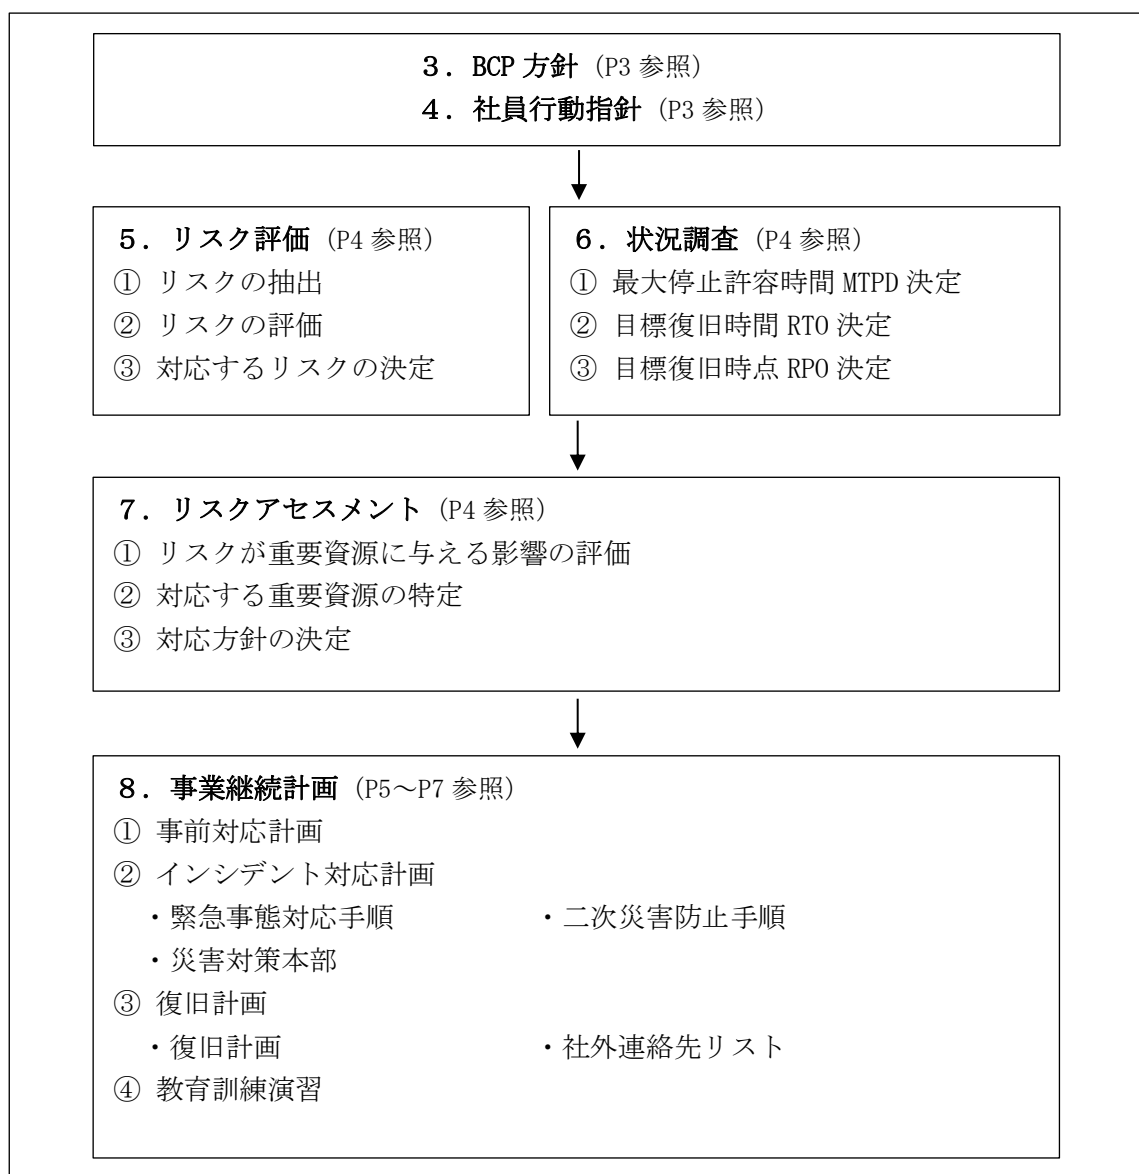 ３．BCP 方針（P3 参照）
４．社員行動指針（P3 参照）
５．リスク評価（P4 参照）
① リスクの抽出
② リスクの評価
③ 対応するリスクの決定
６．状況調査（P4 参照）
① 最大停止許容時間 MTPD 決定
② 目標復旧時間 RTO 決定
③ 目標復旧時点 RPO 決定
７．リスクアセスメント（P4 参照）
① リスクが重要資源に与える影響の評価
② 対応する重要資源の特定
③ 対応方針の決定
８．事業継続計画（P5～P7 参照）
① 事前対応計画
② インシデント対応計画
・緊急事態対応手順　・二次災害防止手順
・災害対策本部
③ 復旧計画
・復旧計画　・社外連絡先リスト
④ 教育訓練演習